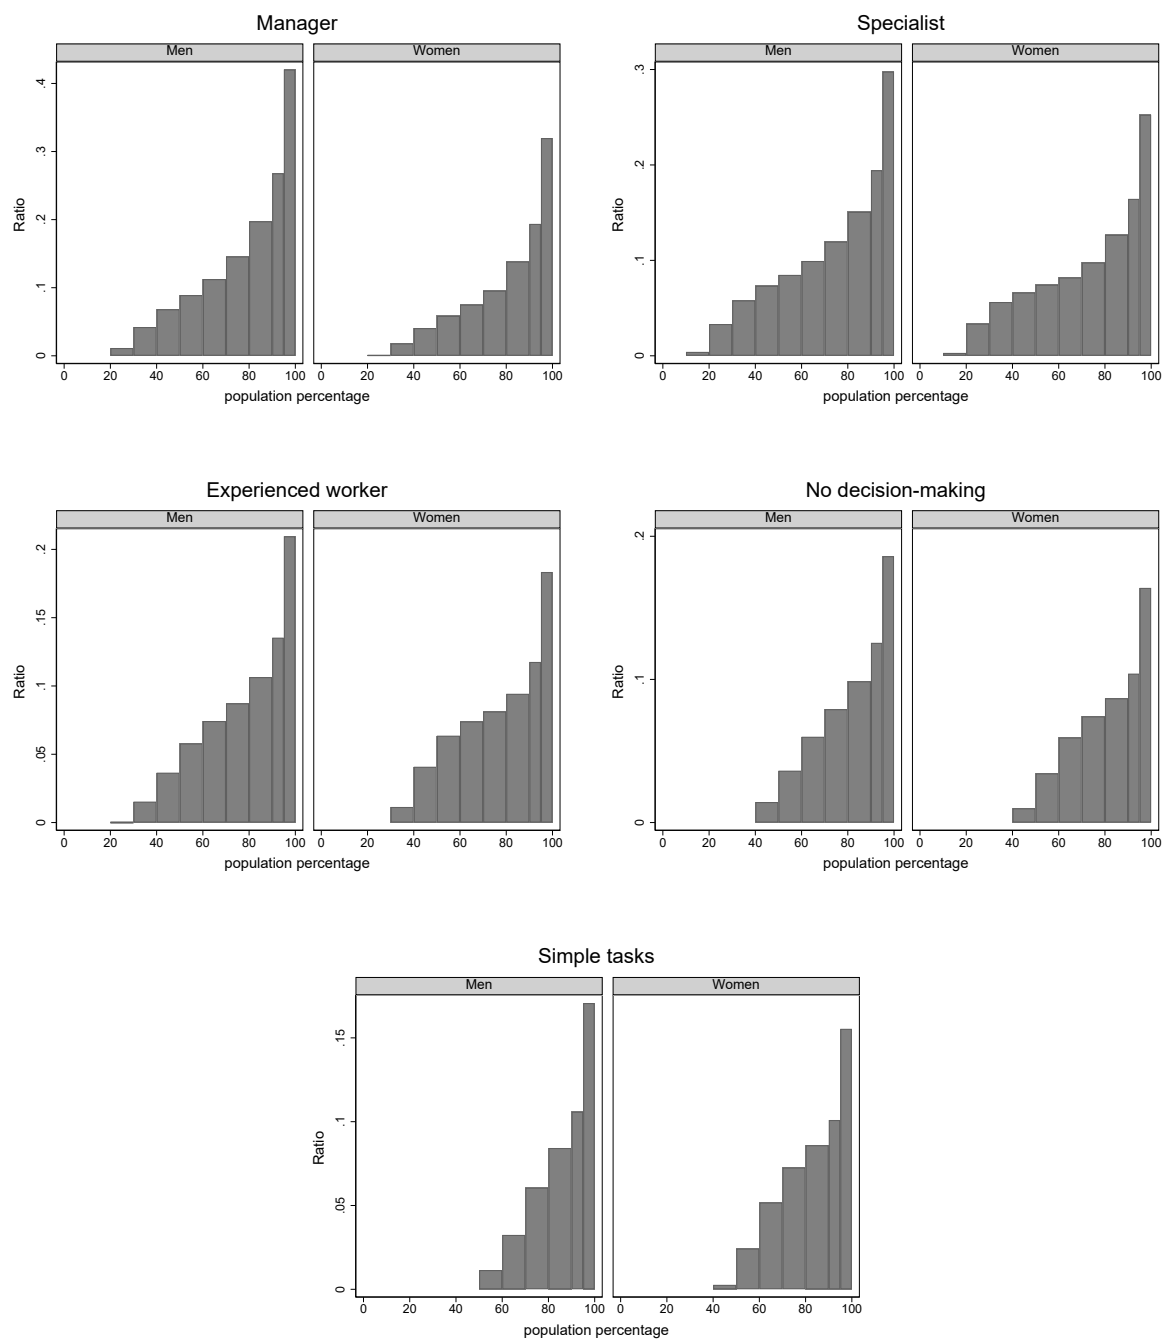 Manager
Men Women
.4
.3
.2
.1
0
Ratio
0 20 40 60 80 100 0 20 40 60 80 100
population percentage
Specialist
Men Women
.3
.2
.1
0
Ratio
0 20 40 60 80 100 0 20 40 60 80 100
population percentage
Experienced worker
Men Women
.2
.15
.1
.05
0
Ratio
0 20 40 60 80 100 0 20 40 60 80 100
population percentage
No decision-making
Men Women
.2
.1
0
Ratio
0 20 40 60 80 100 0 20 40 60 80 100
population percentage
Simple tasks
Men Women
.15
.1
.05
0
Ratio
0 20 40 60 80 100 0 20 40 60 80 100
population percentage